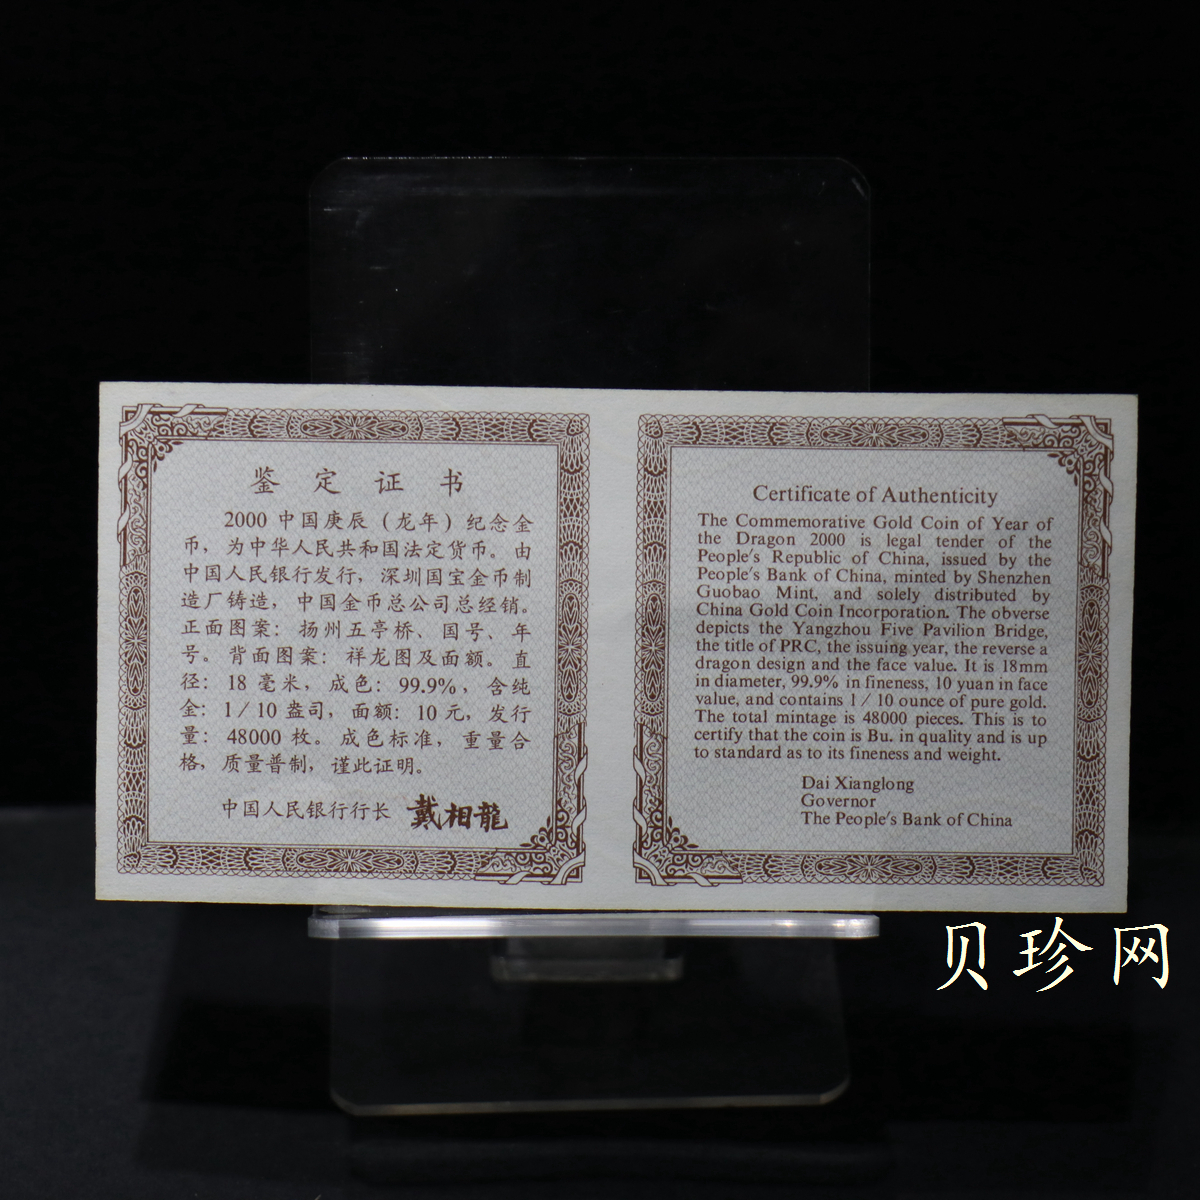 鉴定证书
2000 中国庚辰（龙年）纪念金
币，为中华人民共和国法定货币。由
中国人民银行发行，深圳国宝金币制
造厂铸造，中国金币总公司总经销。
正面图案：扬州五亭桥、国号、年
号。背面图案：祥龙图及面额。直
径：18 毫米，成色：99.9%，含纯
金：1／10 盎司，面额：10 元，发行
量：48000 枚。成色标准，重量合
格，质量普制，谨此证明。
中国人民银行行长 戴相龍
Certificate of Authenticity
The Commemorative Gold Coin of Year of
the Dragon 2000 is legal tender of the
People's Republic of China, issued by the
People's Bank of China, minted by Shenzhen
Guobao Mint, and solely distributed by
China Gold Coin Incorporation. The obverse
depicts the Yangzhou Five Pavilion Bridge,
the title of PRC, the issuing year, the reverse a
dragon design and the face value. It is 18mm
in diameter, 99.9% in fineness, 10 yuan in face
value, and contains 1／10 ounce of pure gold.
The total mintage is 48000 pieces. This is to
certify that the coin is Bu. in quality and is up
to standard as to its fineness and weight.
Dai Xianglong
Governor
The People's Bank of China
贝珍网